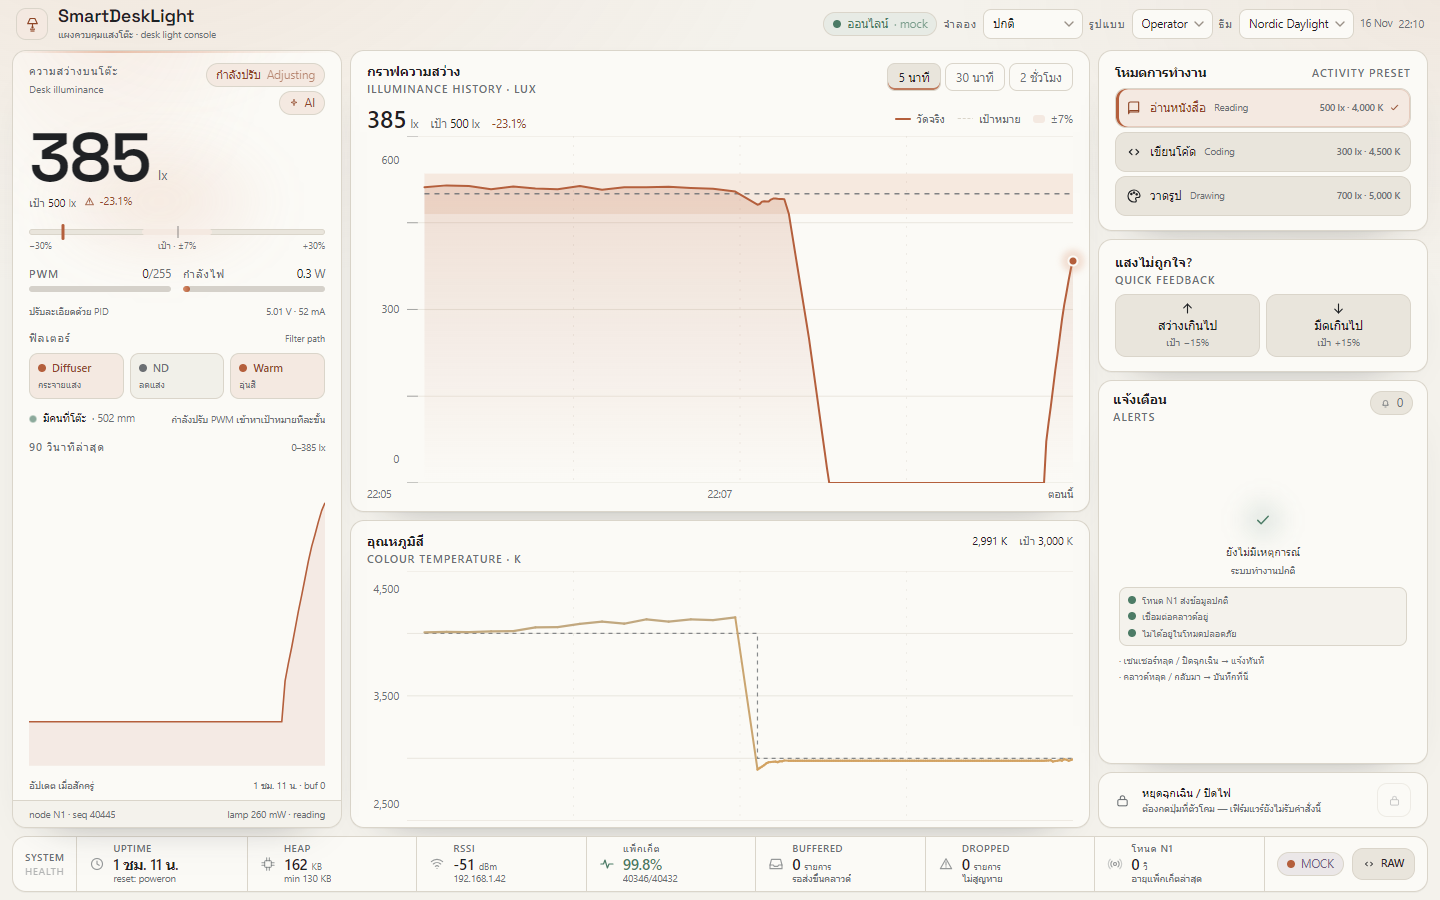 SmartDeskLight
แผงควบคุมแสงโต๊ะ · desk light console
ออนไลน์ · mock
จำลอง
ปกติ
รูปแบบ
Operator
ธีม
Nordic Daylight
16 Nov 22:10
ความสว่างบนโต๊ะ
Desk illuminance
กำลังปรับ Adjusting
AI
385 lx
เป้า 500 lx
-23.1%
−30%
เป้า · ±7%
+30%
PWM
0/255
กำลังไฟ
0.3 W
ปรับละเอียดด้วย PID
5.01 V · 52 mA
ฟิลเตอร์
Filter path
Diffuser
กระจายแสง
ND
ลดแสง
Warm
อุ่นสี
มีคนที่โต๊ะ · 502 mm
กำลังปรับ PWM เข้าหาเป้าหมายทีละขั้น
90 วินาทีล่าสุด
0–385 lx
อัปเดต เมื่อสักครู่
1 ชม. 11 น. · buf 0
node N1 · seq 40445
lamp 260 mW · reading
กราฟความสว่าง
ILLUMINANCE HISTORY · LUX
5 นาที
30 นาที
2 ชั่วโมง
385 lx
เป้า 500 lx
-23.1%
วัดจริง
เป้าหมาย
±7%
600
300
0
22:05
22:07
ตอนนี้
อุณหภูมิสี
COLOUR TEMPERATURE · K
2,991 K
เป้า 3,000 K
4,500
3,500
2,500
โหมดการทำงาน
ACTIVITY PRESET
อ่านหนังสือ Reading
500 lx · 4,000 K
เขียนโค้ด Coding
300 lx · 4,500 K
วาดรูป Drawing
700 lx · 5,000 K
แสงไม่ถูกใจ?
QUICK FEEDBACK
สว่างเกินไป
เป้า −15%
มืดเกินไป
เป้า +15%
แจ้งเตือน
ALERTS
0
ยังไม่มีเหตุการณ์
ระบบทำงานปกติ
โหนด N1 ส่งข้อมูลปกติ
เชื่อมต่อคลาวด์อยู่
ไม่ได้อยู่ในโหมดปลอดภัย
· เซนเซอร์หลุด / ปิดฉุกเฉิน → แจ้งทันที
· คลาวด์หลุด / กลับมา → บันทึกที่นี่
หยุดฉุกเฉิน / ปิดไฟ
ต้องกดปุ่มที่ตัวโคม — เฟิร์มแวร์ยังไม่รับคำสั่งนี้
SYSTEM
HEALTH
UPTIME
1 ชม. 11 น.
reset: poweron
HEAP
162 KB
min 130 KB
RSSI
-51 dBm
192.168.1.42
แพ็กเก็ต
99.8%
40346/40432
BUFFERED
0 รายการ
รอส่งขึ้นคลาวด์
DROPPED
0 รายการ
ไม่สูญหาย
โหนด N1
0 วิ
อายุแพ็กเก็ตล่าสุด
MOCK
RAW